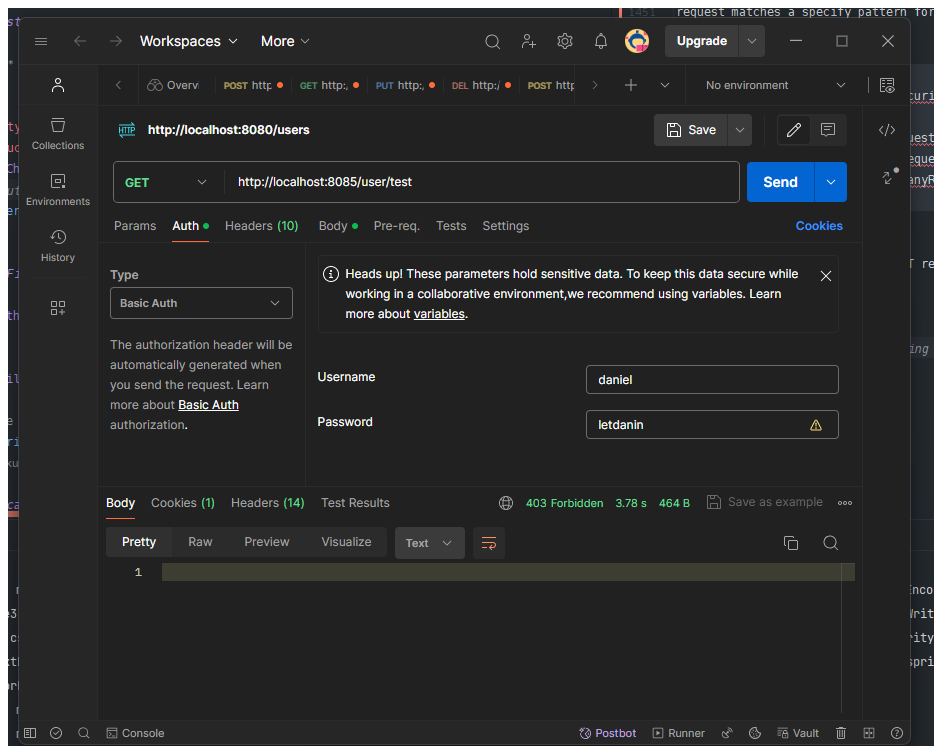 1451 request matches a specify pattern for
Workspaces More Upgrade
Overvi POST http GET http:, PUT http:, DEL http:/ POST http No environment
HTTP http://localhost:8080/users Save
Collections
Environments
History
GET http://localhost:8085/user/test Send
Params Auth Headers (10) Body Pre-req. Tests Settings Cookies
Type
Basic Auth
The authorization header will be
automatically generated when
you send the request. Learn
more about Basic Auth
authorization.
Heads up! These parameters hold sensitive data. To keep this data secure while
working in a collaborative environment,we recommend using variables. Learn
more about variables.
Username daniel
Password letdanin
Body Cookies (1) Headers (14) Test Results 403 Forbidden 3.78 s 464 B Save as example
Pretty Raw Preview Visualize Text
1
Console Postbot Runner Vault